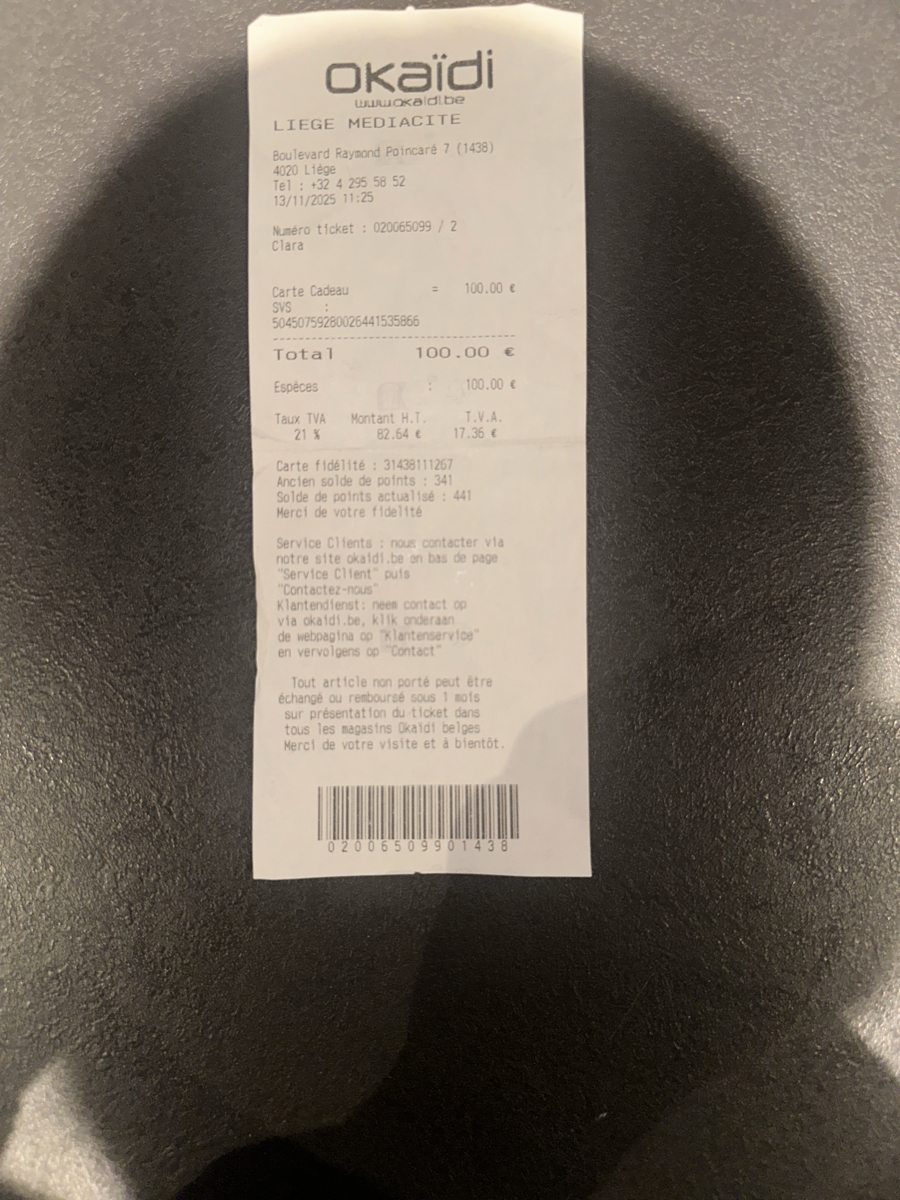 okaïdi
www.okaidi.be
LIEGE MEDIACITE
Boulevard Raymond Poincaré 7 (1438)
4020 Liége
Tel : +32 4 295 58 52
13/11/2025 11:25
Numéro ticket : 020065099 / 2
Clara
Carte Cadeau = 100.00 €
SVS :
50450759280026441535866
Total 100.00 €
Espèces : 100.00 €
Taux TVA Montant H.T. T.V.A.
21 % 82.64 € 17.36 €
Carte fidélité : 31438111267
Ancien solde de points : 341
Solde de points actualisé : 441
Merci de votre fidelité
Service Clients : nous contacter via
notre site okaidi.be en bas de page
"Service Client" puis
"Contactez-nous"
Klantendienst: neem contact op
via okaidi.be, klik onderaan
de webpagina op "Klantenservice"
en vervolgens op "Contact"
Tout article non porté peut être
échangé ou remboursé sous 1 mois
sur présentation du ticket dans
tous les magasins Okaïdi belges
Merci de votre visite et à bientôt.
02006509901438